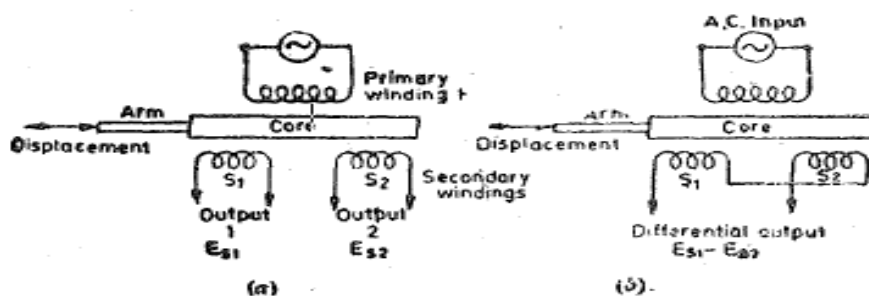 A.C. Input
Primary
winding
Arm
Core
Displacement
S1
S2
Secondary
windings
Output
1
ES1
Output
2
ES2
(a)
Arm
Core
Displacement
S1
S2
Differential output
ES1 -